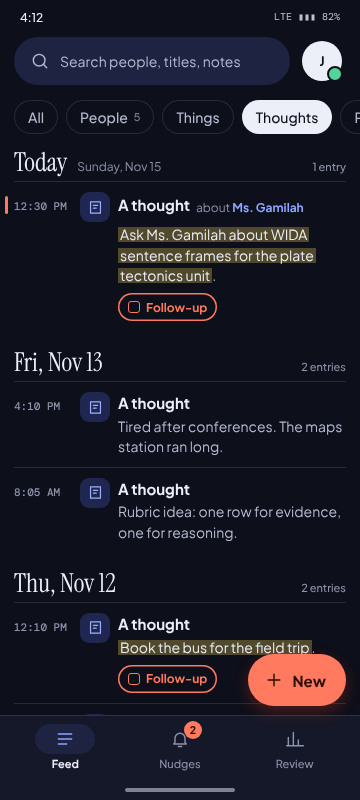 4:12
LTE 82%
Search people, titles, notes
J
All
People 5
Things
Thoughts
Today Sunday, Nov 15
1 entry
12:30 PM
A thought about Ms. Gamilah
Ask Ms. Gamilah about WIDA
sentence frames for the plate
tectonics unit.
Follow-up
Fri, Nov 13
2 entries
4:10 PM
A thought
Tired after conferences. The maps
station ran long.
8:05 AM
A thought
Rubric idea: one row for evidence,
one for reasoning.
Thu, Nov 12
2 entries
12:10 PM
A thought
Book the bus for the field trip.
Follow-up
+ New
2
Feed
Nudges
Review